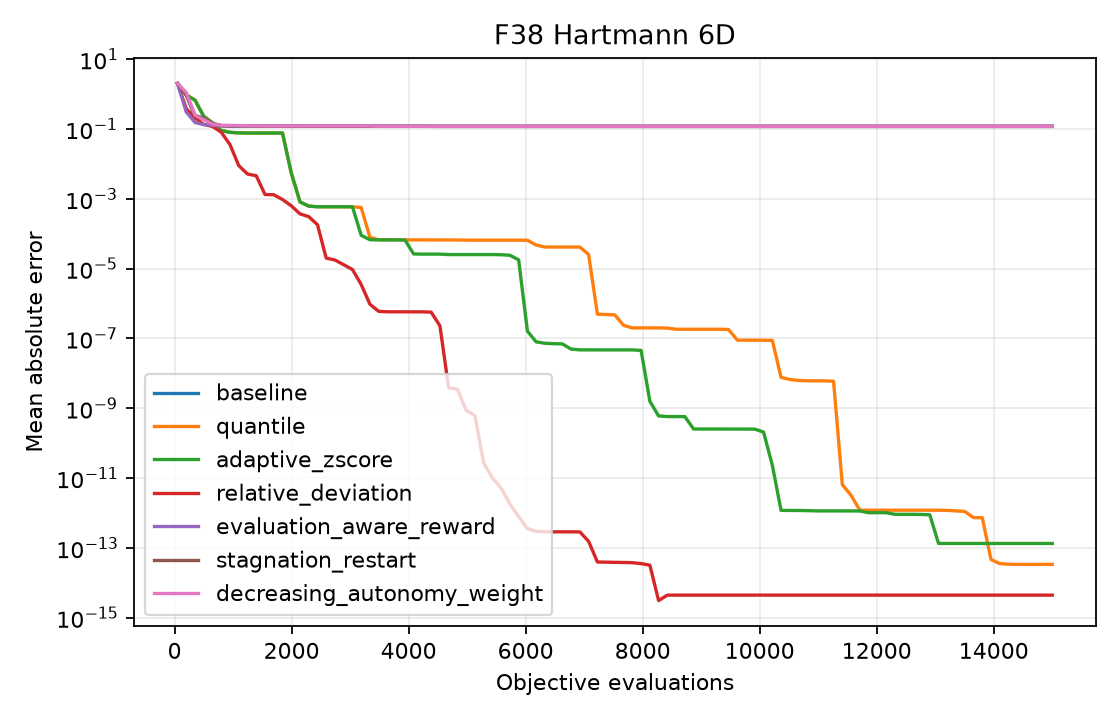 F38 Hartmann 6D
10¹
10⁻¹
10⁻³
10⁻⁵
10⁻⁷
10⁻⁹
10⁻¹¹
10⁻¹³
10⁻¹⁵
Mean absolute error
baseline
quantile
adaptive_zscore
relative_deviation
evaluation_aware_reward
stagnation_restart
decreasing_autonomy_weight
0 2000 4000 6000 8000 10000 12000 14000
Objective evaluations